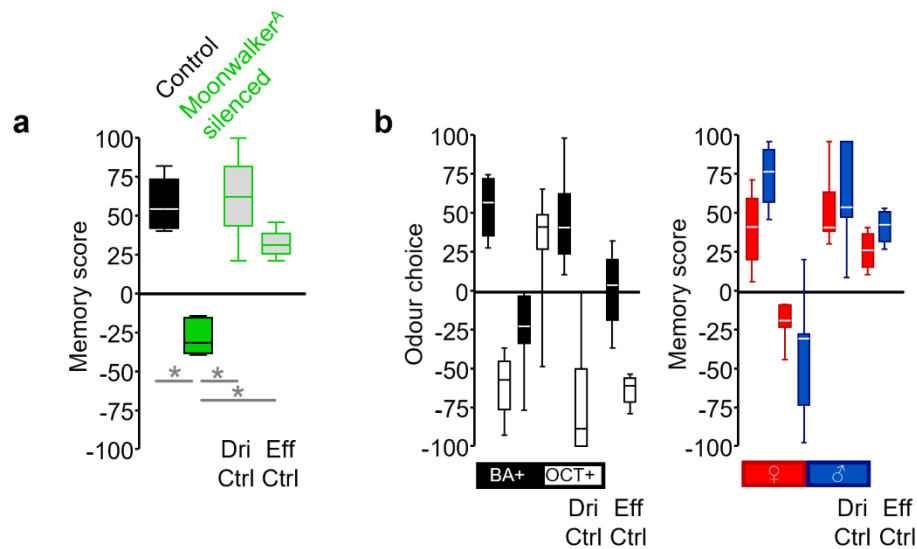 a
Control
Moonwalker^A
silenced
Memory score
100
75
50
25
0
-25
-50
-75
-100
*
*
*
Dri
Ctrl
Eff
Ctrl
b
Odour choice
100
75
50
25
0
-25
-50
-75
-100
BA+
OCT+
Dri
Ctrl
Eff
Ctrl
Memory score
100
75
50
25
0
-25
-50
-75
-100
♀
♂
Dri
Ctrl
Eff
Ctrl